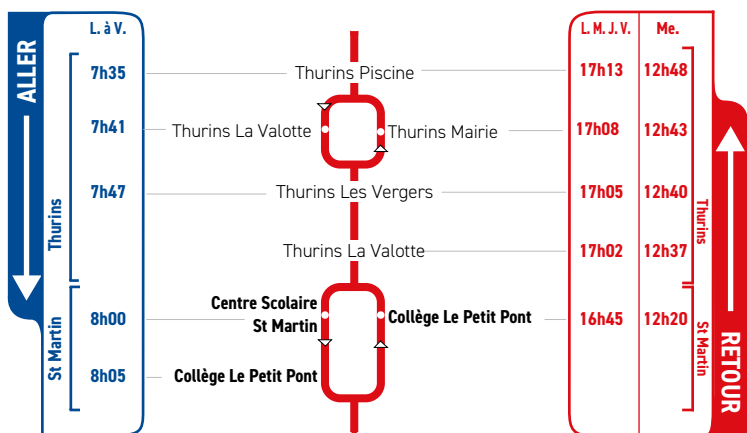 L. à V.
L. M. J. V. Me.
ALLER
7h35 Thurins Piscine 17h13 12h48
7h41 Thurins La Valotte Thurins Mairie 17h08 12h43
7h47 Thurins Les Vergers 17h05 12h40
Thurins
Thurins
Thurins La Valotte 17h02 12h37
Centre Scolaire
8h00 St Martin Collège Le Petit Pont 16h45 12h20
St Martin
St Martin
8h05 Collège Le Petit Pont
RETOUR